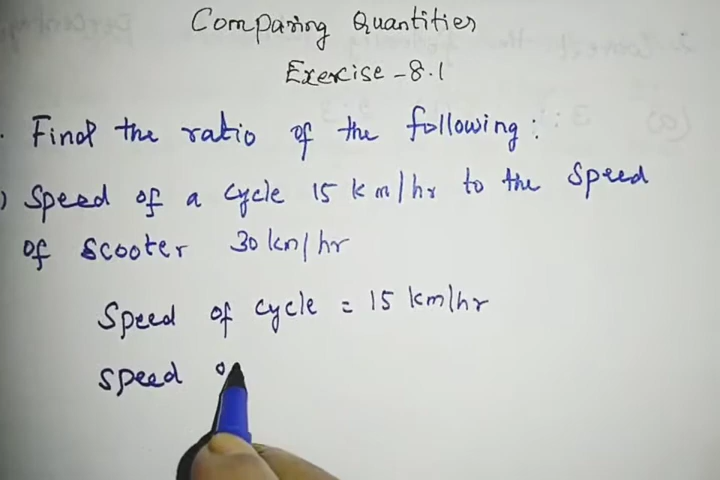 Comparing Quantities
Exercise - 8.1
. Find the ratio of the following:
) Speed of a cycle 15 km/hr to the speed
of scooter 30 km/hr
Speed of cycle = 15 km/hr
speed o